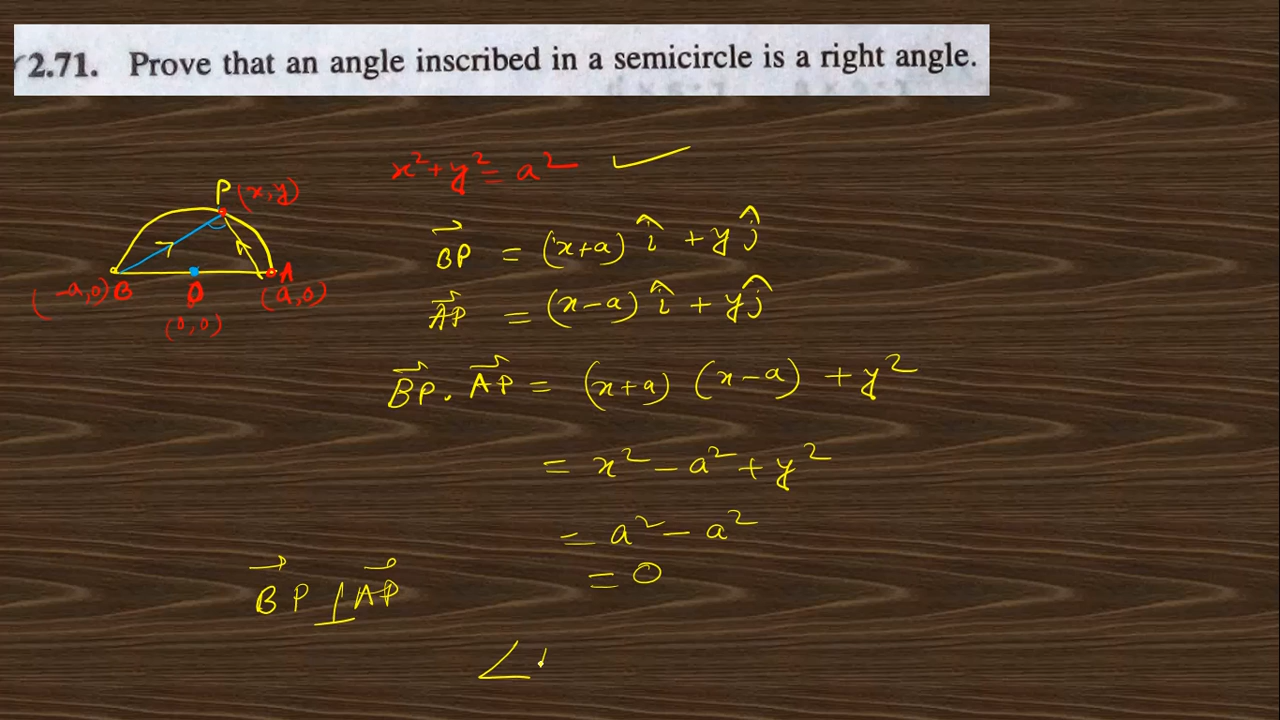 2.71. Prove that an angle inscribed in a semicircle is a right angle.
x² + y² = a²
P (x, y)
(-a, 0) B
O
(0, 0)
A
(a, 0)
BP⃗ = (x+a) î + y ĵ
AP⃗ = (x-a) î + y ĵ
BP⃗ . AP⃗ = (x+a) (x-a) + y²
= x² - a² + y²
= a² - a²
= 0
BP⃗ ⊥ AP⃗
∠